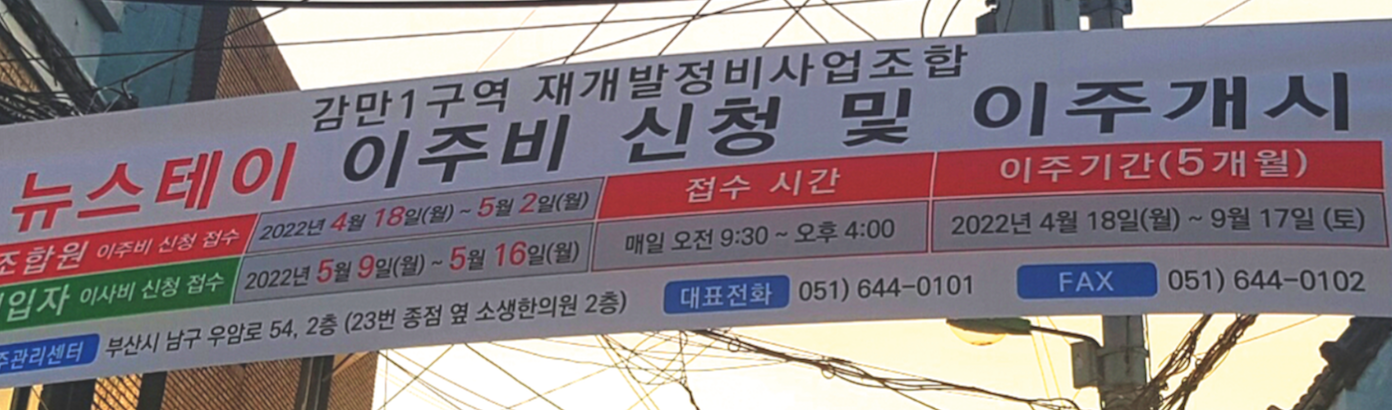 감만1구역 재개발정비사업조합
뉴스테이 이주비 신청 및 이주개시
조합원 이주비 신청 접수 2022년 4월 18일(월) ~ 5월 2일(월)
이사비 신청 접수 2022년 5월 9일(월) ~ 5월 16일(월)
접수 시간
매일 오전 9:30 ~ 오후 4:00
이주기간(5개월)
2022년 4월 18일(월) ~ 9월 17일 (토)
부산시 남구 우암로 54, 2층 (23번 종점 옆 소생한의원 2층) 대표전화 051) 644-0101 FAX 051) 644-0102